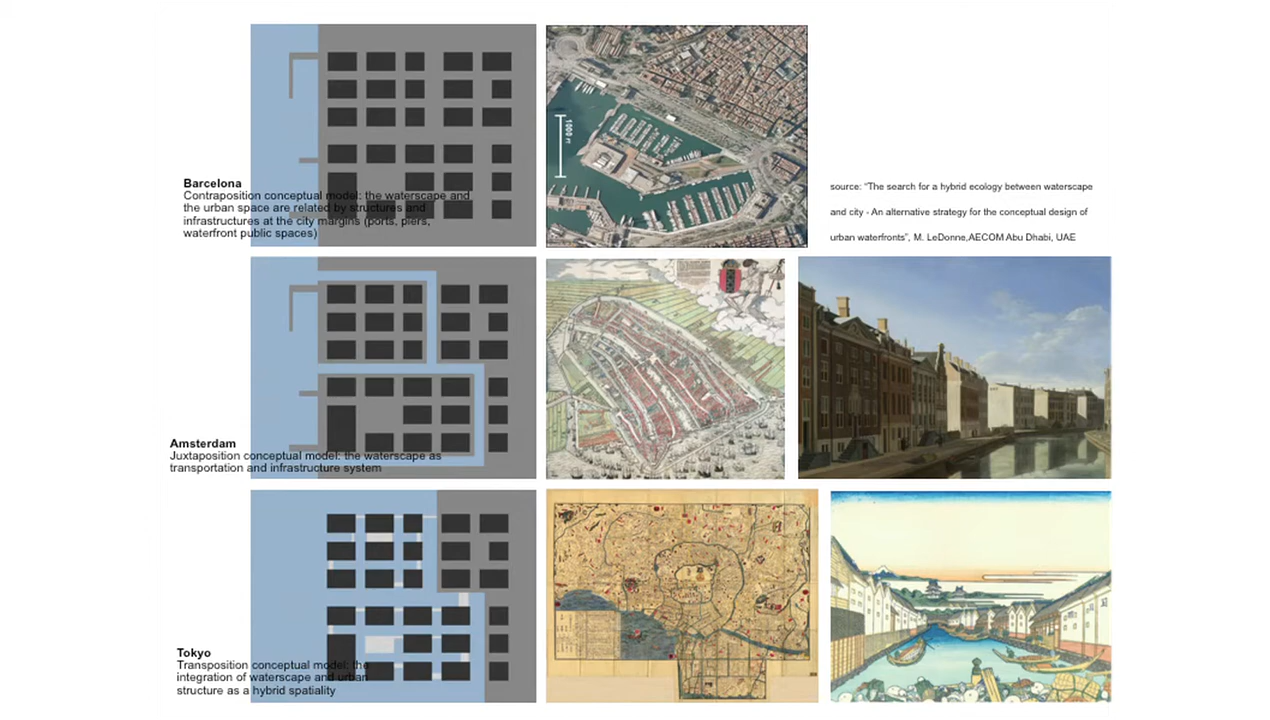 Barcelona
Contraposition conceptual model: the waterscape and
the urban space are related by structures and
infrastructures at the city margins (ports, piers,
waterfront public spaces)
1000 ft
source: “The search for a hybrid ecology between waterscape
and city - An alternative strategy for the conceptual design of
urban waterfronts”, M. LeDonne,AECOM Abu Dhabi, UAE
Amsterdam
Juxtaposition conceptual model: the waterscape as
transportation and infrastructure system
Tokyo
Transposition conceptual model: the
integration of waterscape and urban
structure as a hybrid spatiality